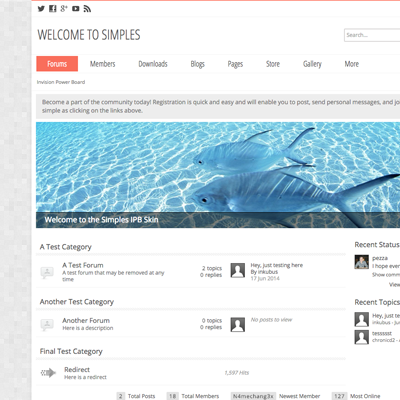 WELCOME TO SIMPLES
Search...
Forums Members Downloads Blogs Pages Store Gallery More
Invision Power Board
Become a part of the community today! Registration is quick and easy and will enable you to post, send personal messages, and jo
simple as clicking on the links above.
Welcome to the Simples IPB Skin
A Test Category
A Test Forum
A test forum that may be removed at any time
2 topics
0 replies
Hey, just testing here
By inkubus
17 Jun 2014
Another Test Category
Another Forum
Here is a description
0 topics
0 replies
No posts to view
Final Test Category
Redirect
Here is a redirect
1,597 Hits
Recent Status
pezza
I hope ever
Show comm
View
Recent Topics
Hey, just te
inkubus - Ju
tessssst
chronicd2 - A
2 Total Posts 18 Total Members N4mechang3x Newest Member 127 Most Online